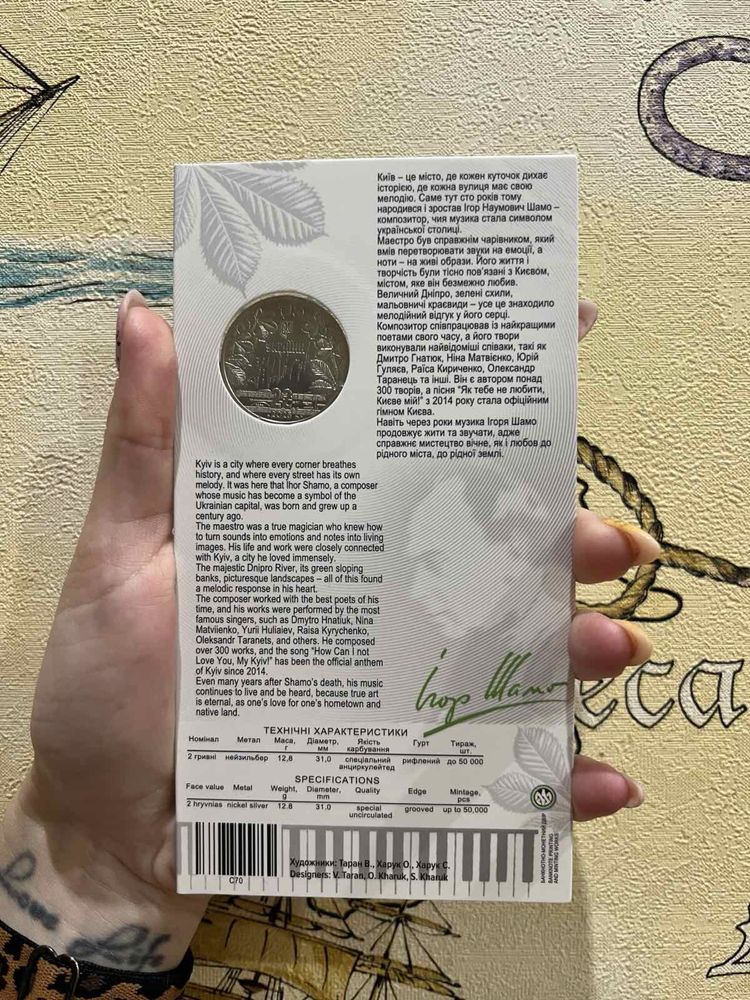 Київ – це місто, де кожен куточок дихає
історією, де кожна вулиця має свою
мелодію. Саме тут сто років тому
народився і зростав Ігор Наумович Шамо –
композитор, чия музика стала символом
української столиці.
Маестро був справжнім чарівником, який
вмів перетворювати звуки на емоції, а
ноти – на живі образи. Його життя і
творчість були тісно пов'язані з Києвом,
містом, яке він безмежно любив.
Величний Дніпро, зелені схили,
мальовничі краєвиди – усе це знаходило
мелодійний відгук у його серці.
Композитор співпрацював із найкращими
поетами свого часу, а його твори
виконували найвідоміші співаки, такі як
Дмитро Гнатюк, Ніна Матвієнко, Юрій
Гуляєв, Раїса Кириченко, Олександр
Таранець та інші. Він є автором понад
300 творів, а пісня "Як тебе не любити,
Києве мій!" з 2014 року стала офіційним
гімном Києва.
Навіть через роки музика Ігоря Шамо
продовжує жити та звучати, адже
справжнє мистецтво вічне, як і любов до
рідного міста, до рідної землі.
Kyiv is a city where every corner breathes
history, and where every street has its own
melody. It was here that Ihor Shamo, a composer
whose music has become a symbol of the
Ukrainian capital, was born and grew up a
century ago.
The maestro was a true magician who knew how
to turn sounds into emotions and notes into living
images. His life and work were closely connected
with Kyiv, a city he loved immensely.
The majestic Dnipro River, its green sloping
banks, picturesque landscapes – all of this found
a melodic response in his heart.
The composer worked with the best poets of his
time, and his works were performed by the most
famous singers, such as Dmytro Hnatiuk, Nina
Matviienko, Yurii Huliaiev, Raisa Kyrychenko,
Oleksandr Taranets, and others. He composed
over 300 works, and the song "How Can I not
Love You, My Kyiv!" has been the official anthem
of Kyiv since 2014.
Even many years after Shamo's death, his music
continues to live and be heard, because true art
is eternal, as one's love for one's hometown and
native land.
Ігор Шамо
ТЕХНІЧНІ ХАРАКТЕРИСТИКИ
Номінал Метал Маса, г Діаметр, мм Якість карбування Гурт Тираж, шт.
2 гривні нейзильбер 12,8 31,0 спеціальний анциркулейтед рифлений до 50 000
SPECIFICATIONS
Face value Metal Weight, g Diameter, mm Quality Edge Mintage, pcs
2 hryvnias nickel silver 12.8 31.0 special uncirculated grooved up to 50,000
C70
Художники: Таран В., Харук О., Харук С.
Designers: V. Taran, O. Kharuk, S. Kharuk
БАНКНОТНО-МОНЕТНИЙ ДВІР
BANKNOTE PRINTING
AND MINTING WORKS
Love Life